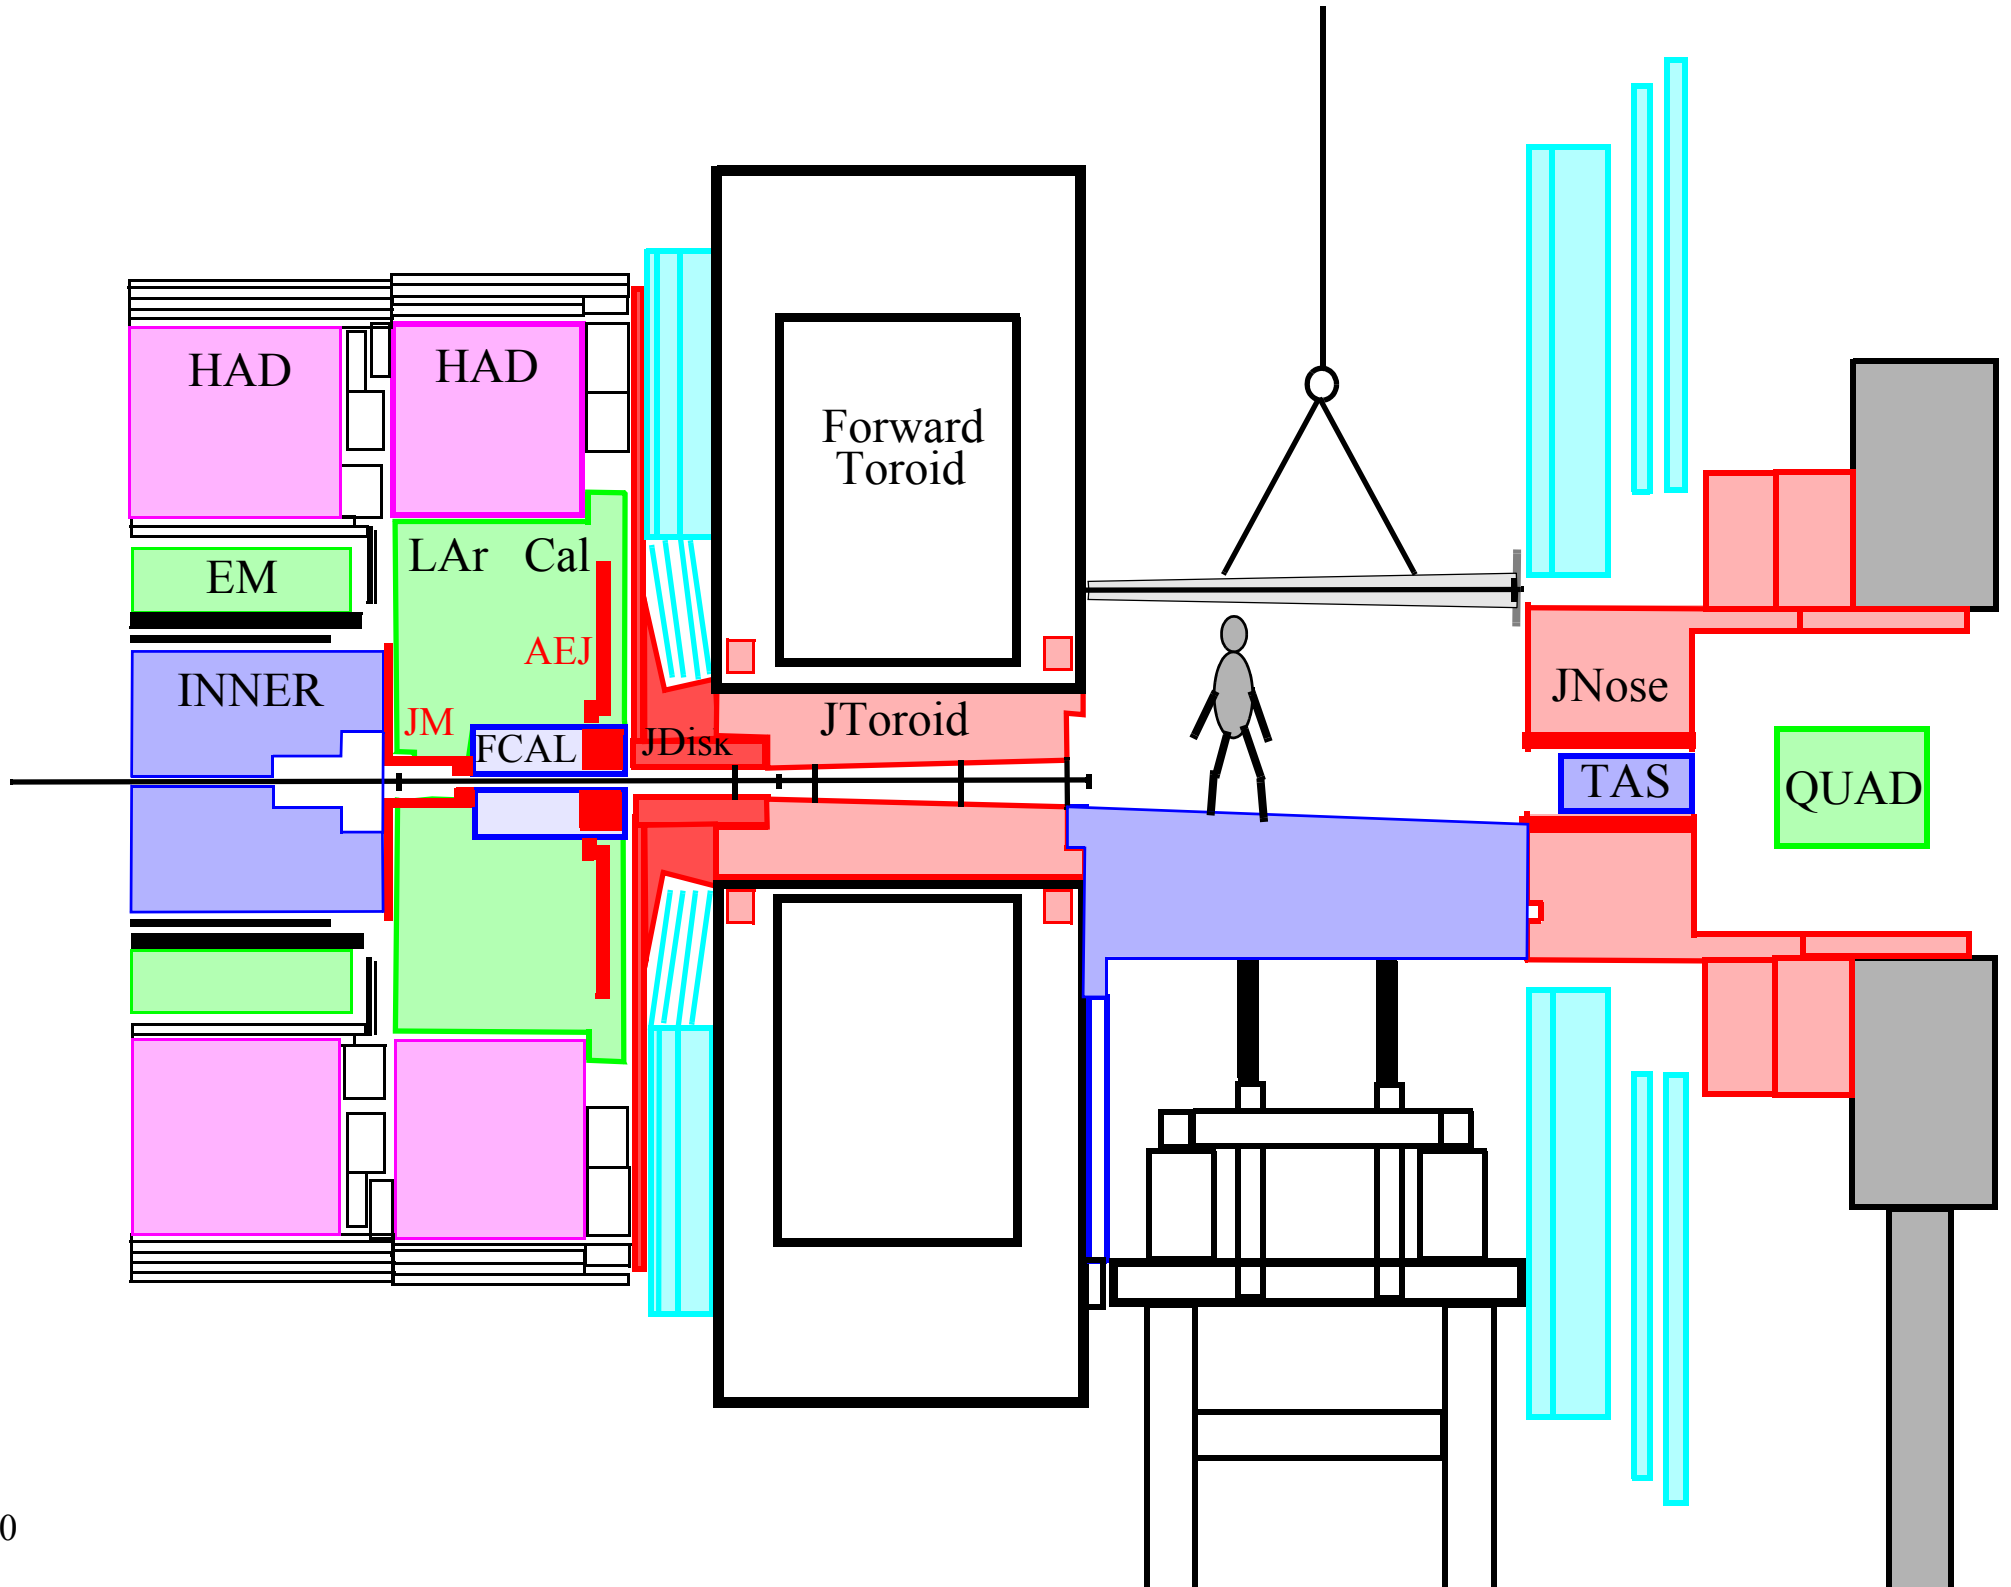 HAD
HAD
Forward
Toroid
LAr Cal
EM
AEJ
INNER
JM
JToroid
JNose
FCAL
JDisk
TAS
QUAD
0